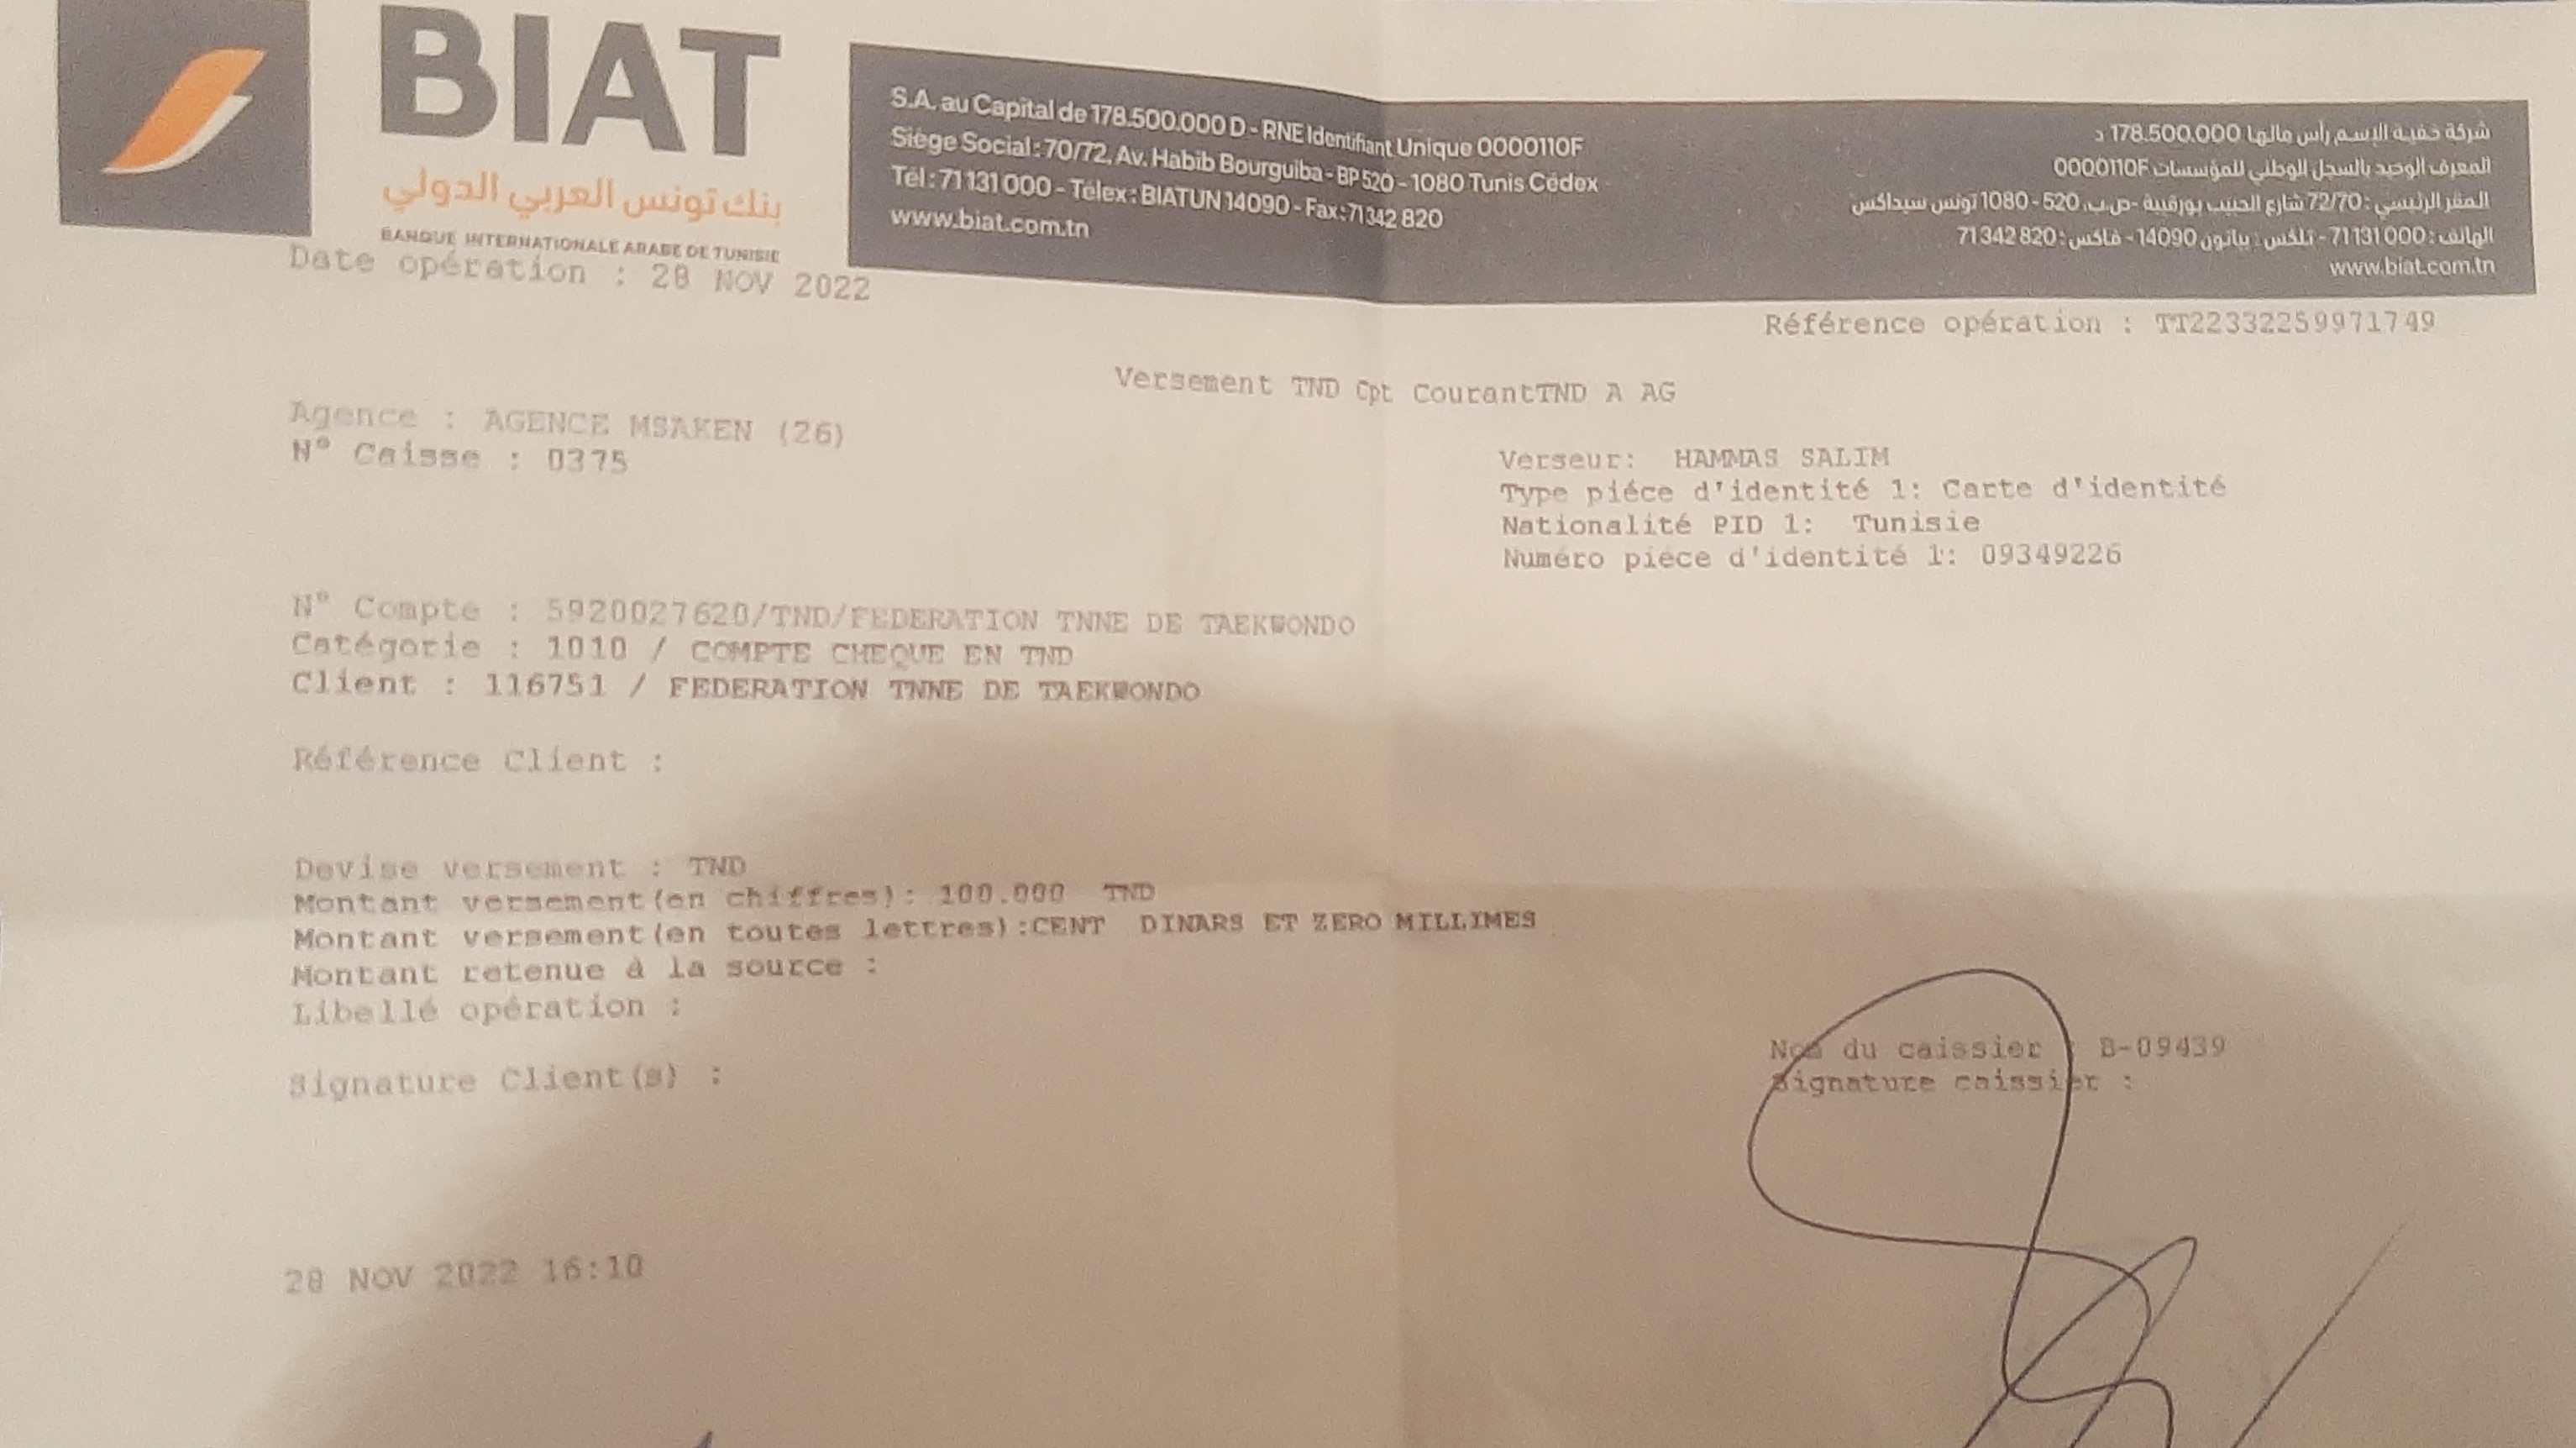 BIAT
بنك تونس العربي الدولي
BANQUE INTERNATIONALE ARABE DE TUNISIE
S.A. au Capital de 178.500.000 D - RNE Identifiant Unique 0000110F
Siège Social : 70/72, Av. Habib Bourguiba - BP 520 - 1080 Tunis Cédex
Tél : 71 131 000 - Télex : BIATUN 14090 - Fax : 71 342 820
www.biat.com.tn
شركة خفية الإسم رأس مالها 178.500.000 د
المعرف الوحيد بالسجل الوطني للمؤسسات 0000110F
المقر الرئيسي : 72/70 شارع الحبيب بورقيبة -ص.ب. 520 - 1080 تونس سيداكس
الهاتف : 71 131 000 - تلكس : بياتون 14090 - فاكس : 71 342 820
www.biat.com.tn
Date opération : 28 NOV 2022
Référence opération : TT22332259971749
Versement TND Cpt CourantTND A AG
Agence : AGENCE MSAKEN (26)
N° Caisse : 0375
Verseur: HAMMAS SALIM
Type piéce d'identité 1: Carte d'identité
Nationalité PID 1: Tunisie
Numéro piéce d'identité 1: 09349226
N° Compte : 5920027620/TND/FEDERATION TNNE DE TAEKWONDO
Catégorie : 1010 / COMPTE CHEQUE EN TND
Client : 116751 / FEDERATION TNNE DE TAEKWONDO
Référence Client :
Devise versement : TND
Montant versement(en chiffres): 100.000 TND
Montant versement(en toutes lettres):CENT DINARS ET ZERO MILLIMES
Montant retenue à la source :
Libellé opération :
Nom du caissier : B-09439
Signature caissier :
Signature Client(s) :
28 NOV 2022 16:10